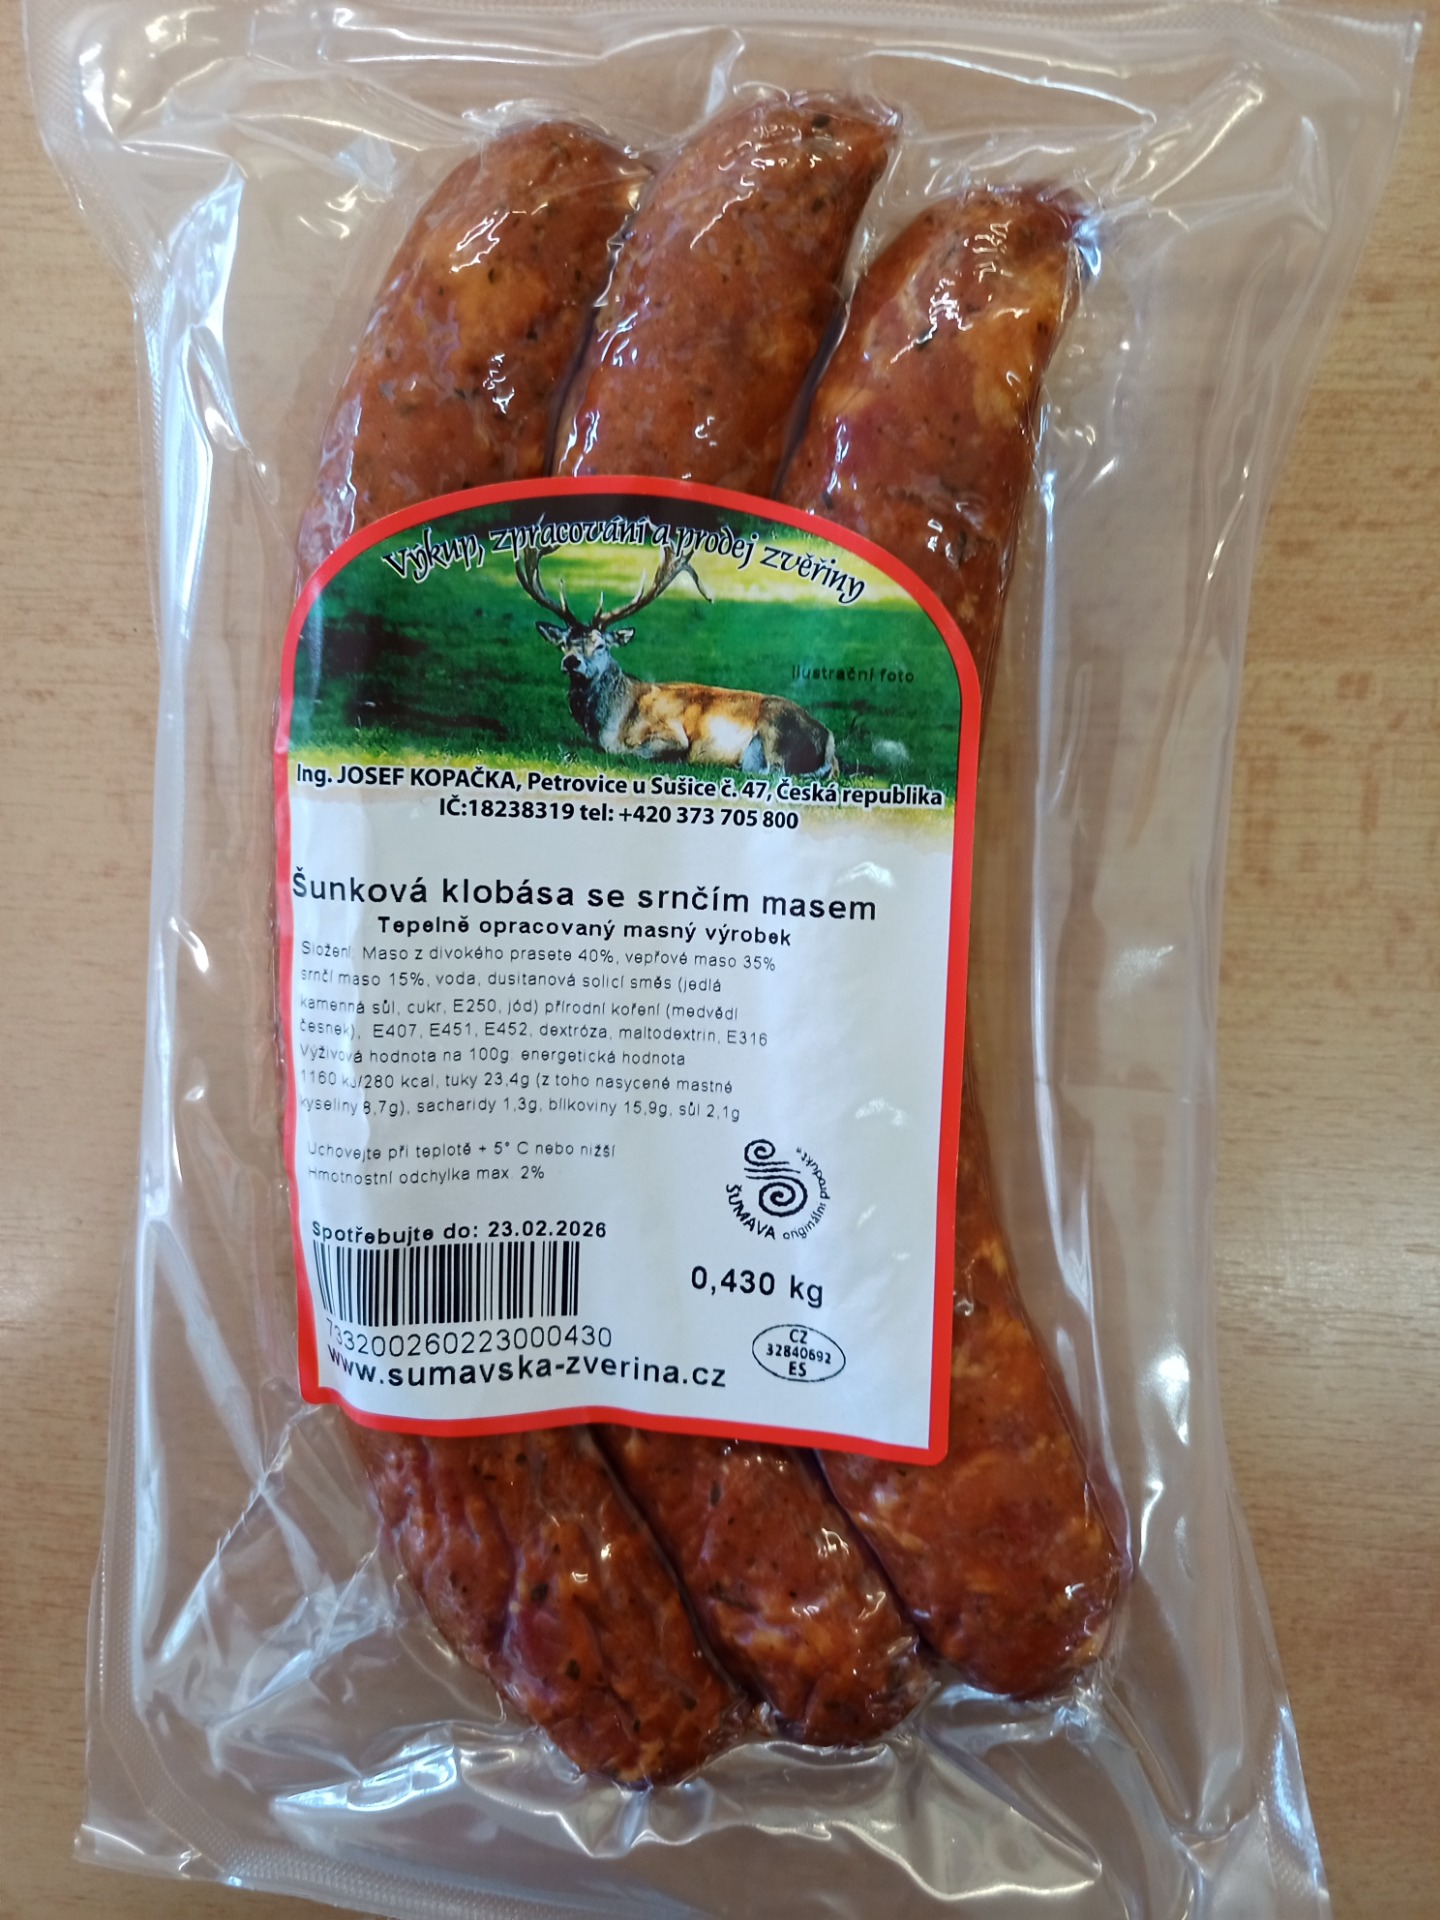 Výkup, zpracování a prodej zvěřiny
Ilustrační foto
Ing. JOSEF KOPAČKA, Petrovice u Sušice č. 47, Česká republika
IČ:18238319 tel: +420 373 705 800
Šunková klobása se srnčím masem
Tepelně opracovaný masný výrobek
Složení: Maso z divokého prasete 40%, vepřové maso 35%
srnčí maso 15%, voda, dusitanová solící směs (jedlá
kamenná sůl, cukr, E250, jód) přírodní koření (medvědí
česnek), E407, E451, E452, dextróza, maltodextrin, E316
Výživová hodnota na 100g: energetická hodnota
1160 kJ/280 kcal, tuky 23,4g (z toho nasycené mastné
kyseliny 8,7g), sacharidy 1,3g, bílkoviny 15,9g, sůl 2,1g
Uchovejte při teplotě + 5° C nebo nižší
Hmotnostní odchylka max. 2%
ŠUMAVA originální produkt®
Spotřebujte do: 23.02.2026
0,430 kg
733200260223000430
www.sumavska-zverina.cz
CZ
32840692
ES